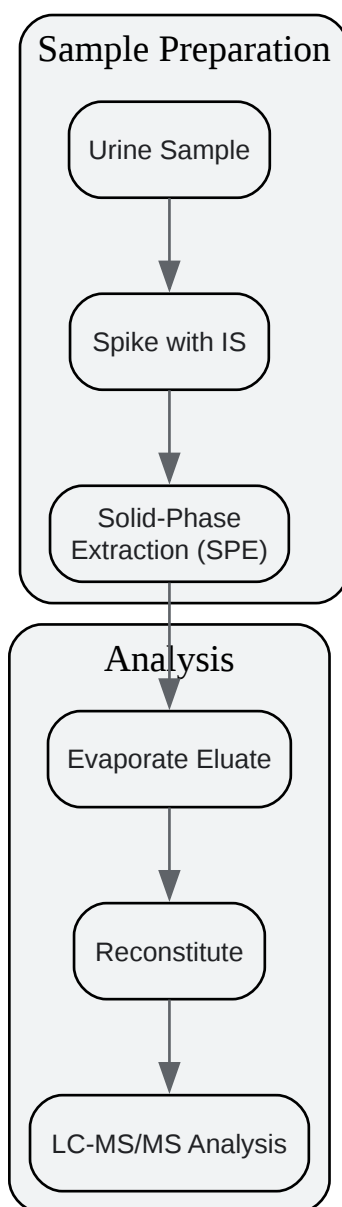 Sample Preparation
Urine Sample
Spike with IS
Solid-Phase
Extraction (SPE)
Analysis
Evaporate Eluate
Reconstitute
LC-MS/MS Analysis